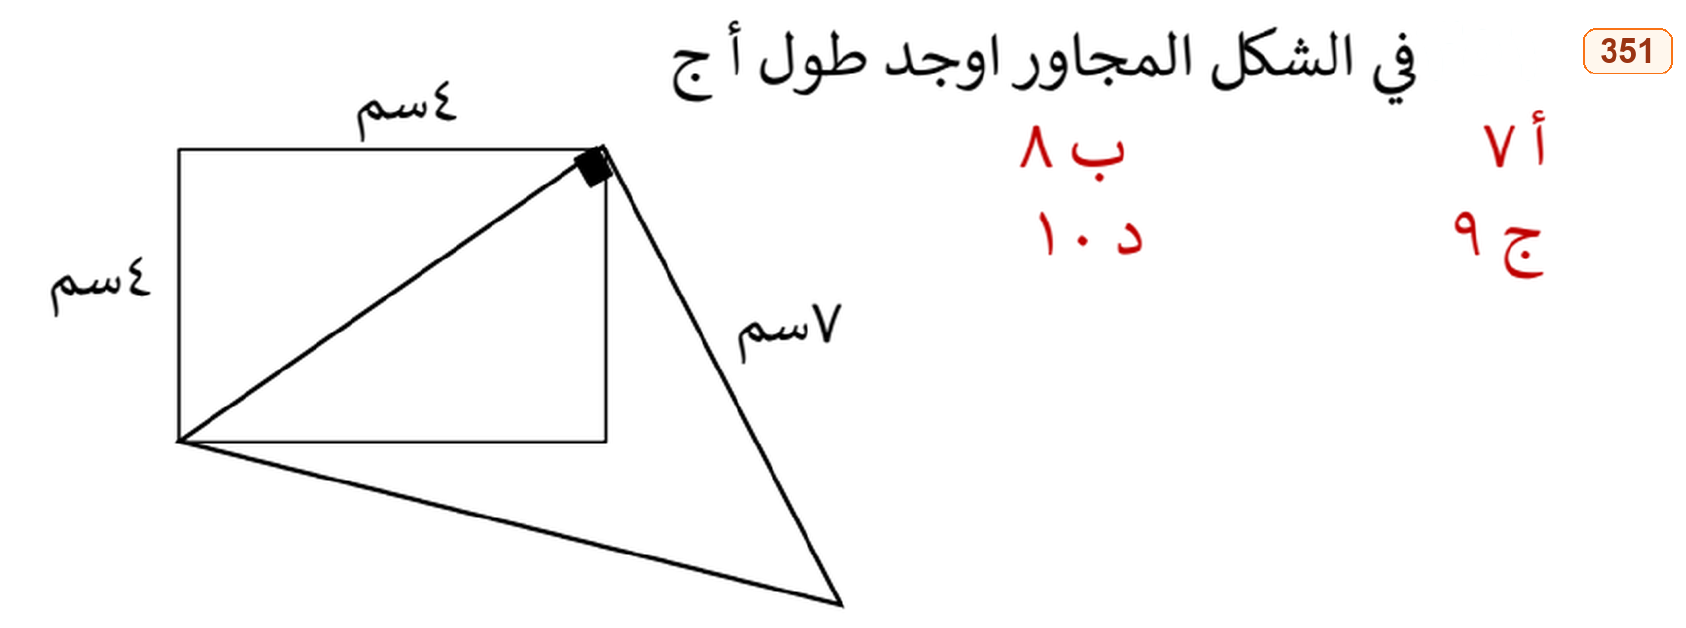 351
في الشكل المجاور اوجد طول أ ج
أ ٧
ب ٨
ج ٩
د ١٠
٤سم
٤سم
٧سم